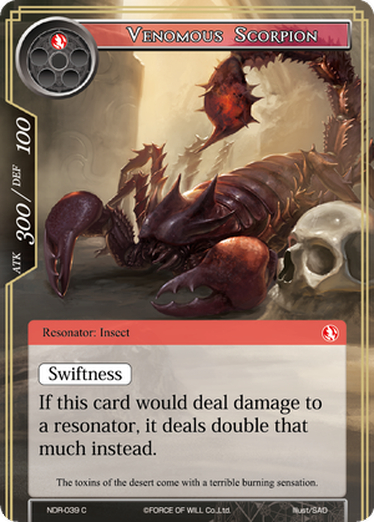 Venomous Scorpion
ATK 300 / DEF 100
Resonator: Insect
Swiftness
If this card would deal damage to
a resonator, it deals double that
much instead.
The toxins of the desert come with a terrible burning sensation.
NDR-039 C ©FORCE OF WILL Co.,Ltd. Illust/SAD